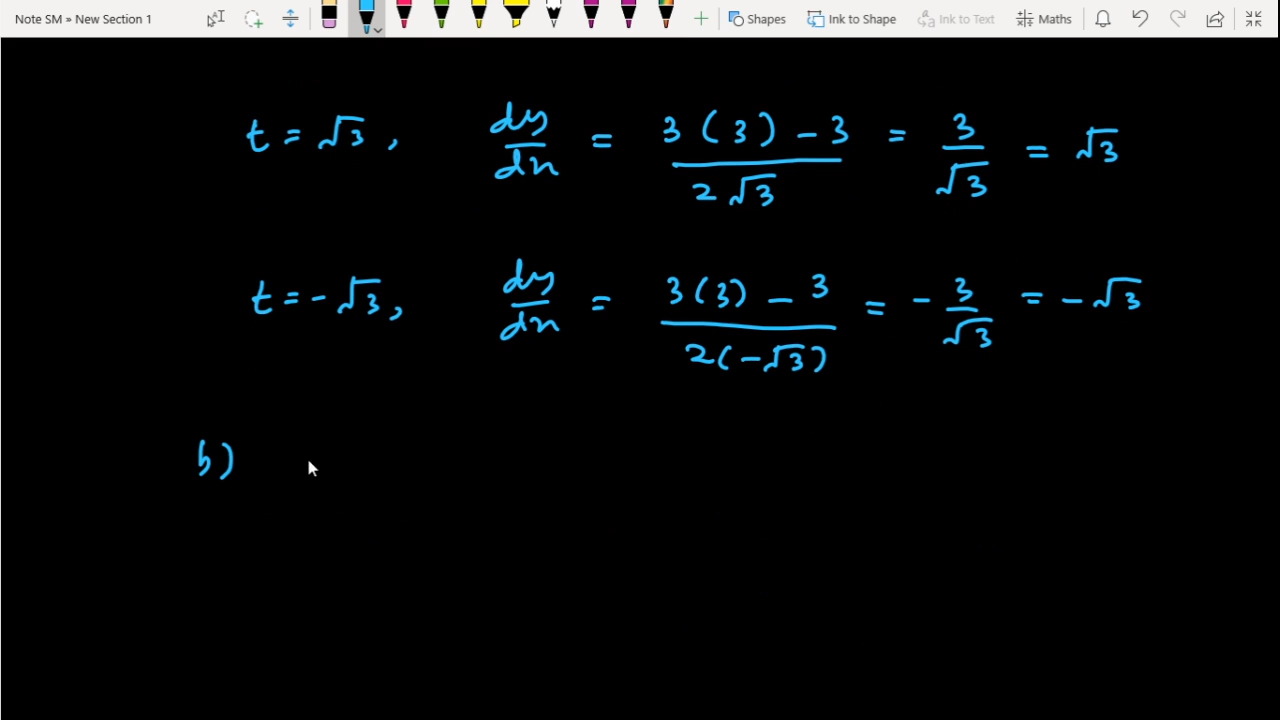 Note SM » New Section 1 Shapes Ink to Shape Ink to Text Maths
t = √3, dy/dx = (3(3) - 3)/(2√3) = 3/√3 = √3
t = -√3, dy/dx = (3(3) - 3)/(2(-√3)) = -3/√3 = -√3
b)